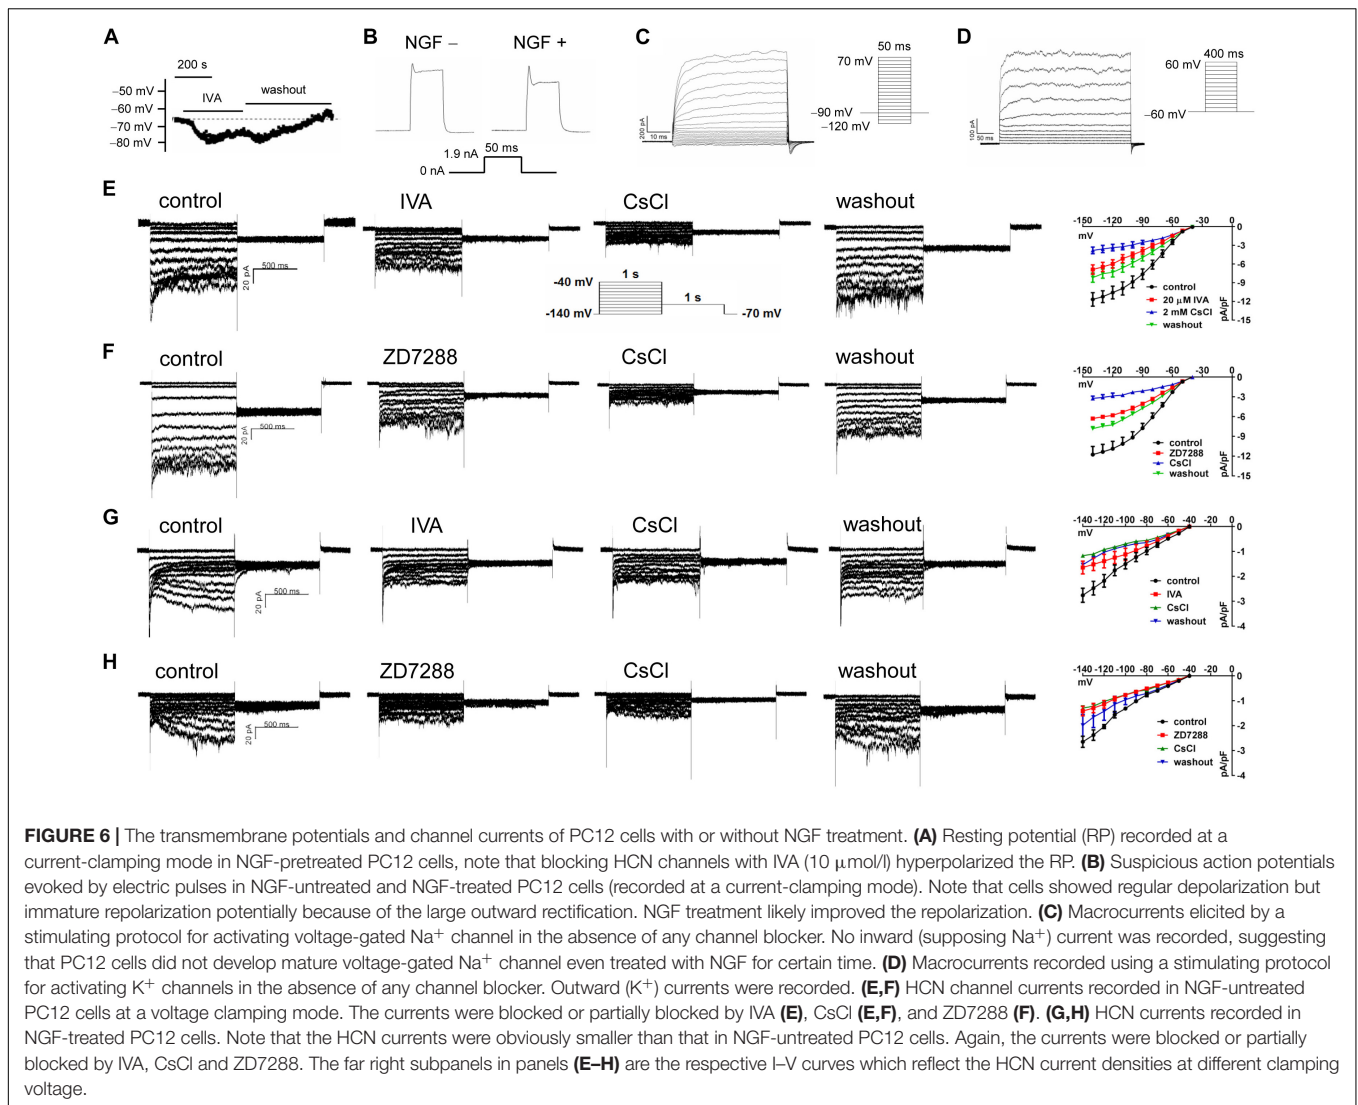 A
200 s
IVA
washout
−50 mV
−60 mV
−70 mV
−80 mV
B
NGF −
NGF +
1.9 nA
50 ms
0 nA
C
200 pA
10 ms
50 ms
70 mV
−90 mV
−120 mV
D
100 pA
50 ms
400 ms
60 mV
−60 mV
E
control
IVA
CsCl
washout
20 pA
500 ms
-40 mV
1 s
-140 mV
1 s
-70 mV
-150 -120 -90 -60 -30 0
mV
0
-3
-6
-9
-12
-15
pA/pF
control
20 µM IVA
2 mM CsCl
washout
F
control
ZD7288
CsCl
washout
20 pA
500 ms
-150 -120 -90 -60 -30 0
mV
0
-3
-6
-9
-12
-15
pA/pF
control
ZD7288
CsCl
washout
G
control
IVA
CsCl
washout
20 pA
500 ms
-140 -120 -100 -80 -60 -40 -20 0
mV
0
-1
-2
-3
-4
pA/pF
control
IVA
CsCl
washout
H
control
ZD7288
CsCl
washout
20 pA
500 ms
-140 -120 -100 -80 -60 -40 -20 0
mV
0
-1
-2
-3
-4
pA/pF
control
ZD7288
CsCl
washout
FIGURE 6 | The transmembrane potentials and channel currents of PC12 cells with or without NGF treatment. (A) Resting potential (RP) recorded at a
current-clamping mode in NGF-pretreated PC12 cells, note that blocking HCN channels with IVA (10 µmol/l) hyperpolarized the RP. (B) Suspicious action potentials
evoked by electric pulses in NGF-untreated and NGF-treated PC12 cells (recorded at a current-clamping mode). Note that cells showed regular depolarization but
immature repolarization potentially because of the large outward rectification. NGF treatment likely improved the repolarization. (C) Macrocurrents elicited by a
stimulating protocol for activating voltage-gated Na+ channel in the absence of any channel blocker. No inward (supposing Na+) current was recorded, suggesting
that PC12 cells did not develop mature voltage-gated Na+ channel even treated with NGF for certain time. (D) Macrocurrents recorded using a stimulating protocol
for activating K+ channels in the absence of any channel blocker. Outward (K+) currents were recorded. (E,F) HCN channel currents recorded in NGF-untreated
PC12 cells at a voltage clamping mode. The currents were blocked or partially blocked by IVA (E), CsCl (E,F), and ZD7288 (F). (G,H) HCN currents recorded in
NGF-treated PC12 cells. Note that the HCN currents were obviously smaller than that in NGF-untreated PC12 cells. Again, the currents were blocked or partially
blocked by IVA, CsCl and ZD7288. The far right subpanels in panels (E–H) are the respective I–V curves which reflect the HCN current densities at different clamping
voltage.